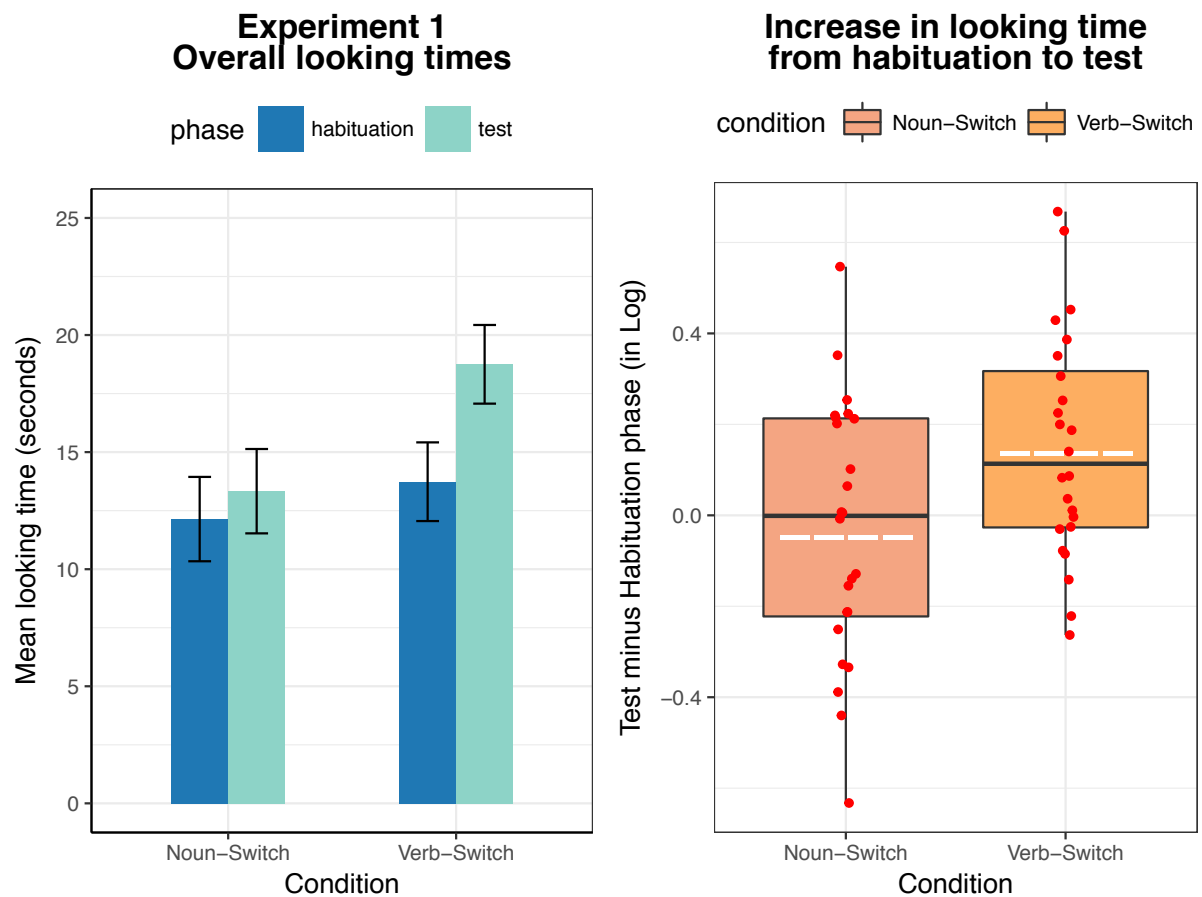 Experiment 1
Overall looking times
phase habituation test
Mean looking time (seconds)
25
20
15
10
5
0
Noun−Switch Verb−Switch
Condition
Increase in looking time
from habituation to test
condition Noun−Switch Verb−Switch
Test minus Habituation phase (in Log)
0.4
0.0
−0.4
Noun−Switch Verb−Switch
Condition